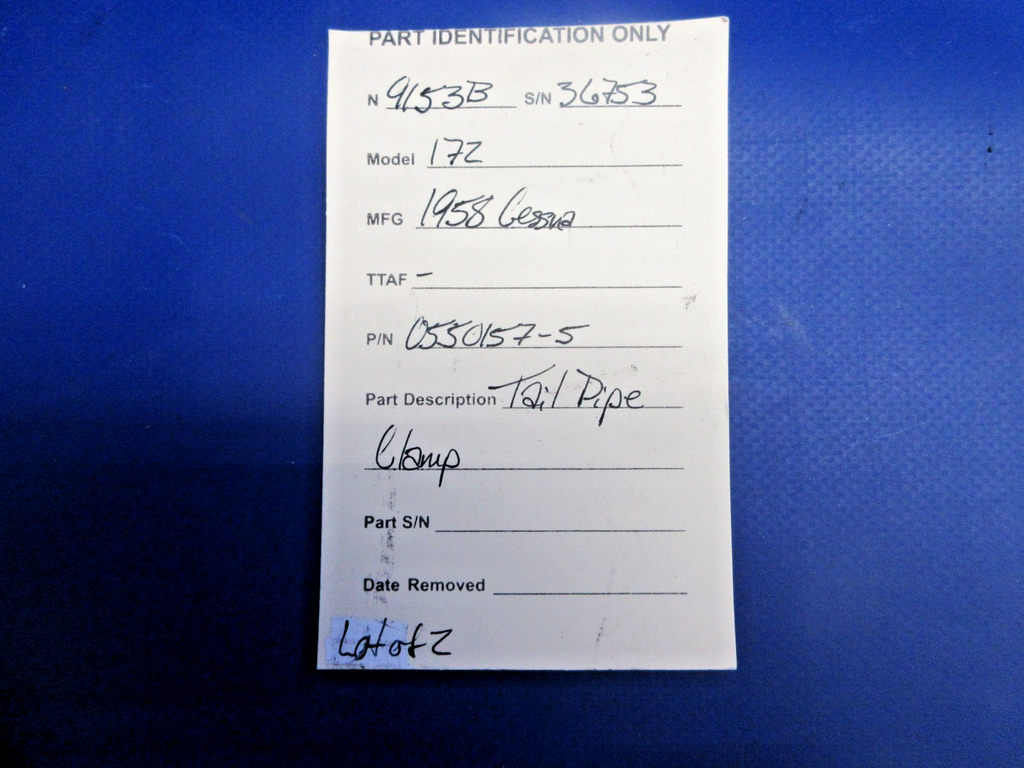 PART IDENTIFICATION ONLY
N 9153B S/N 36753
Model 172
MFG 1958 Cessna
TTAF -
P/N 0550157-5
Part Description Tail Pipe
Clamp
Part S/N
Date Removed
Lot of 2